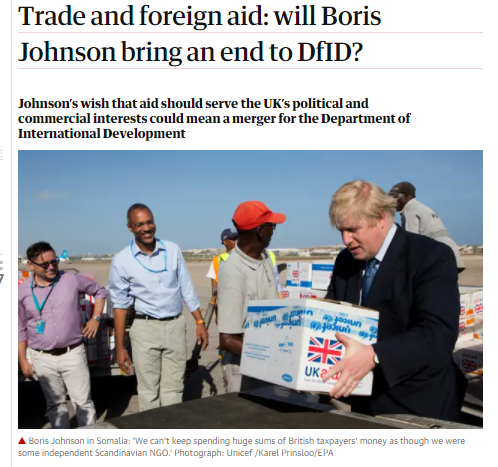 Trade and foreign aid: will Boris
Johnson bring an end to DfID?
Johnson's wish that aid should serve the UK's political and
commercial interests could mean a merger for the Department of
International Development
unicef
unicef
UK
▲ Boris Johnson in Somalia: 'We can't keep spending huge sums of British taxpayers' money as though we were
some independent Scandinavian NGO.' Photograph: Unicef /Karel Prinsloo/EPA